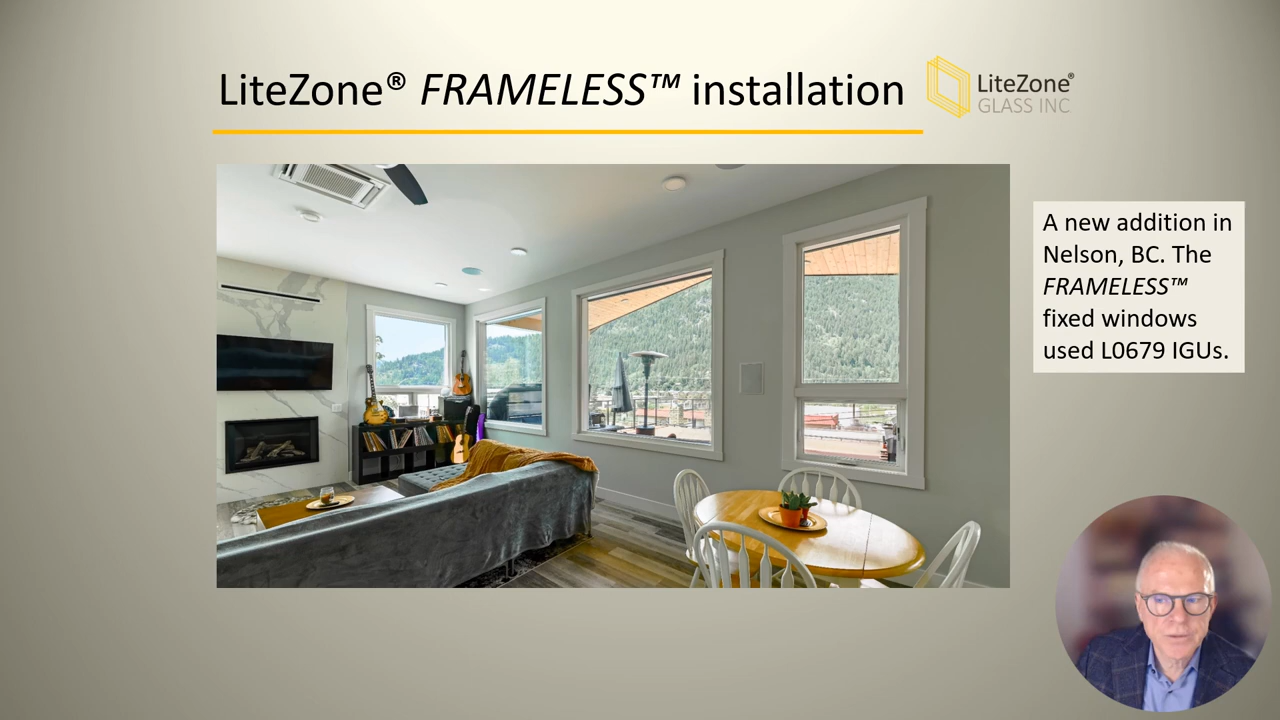 LiteZone® FRAMELESS™ installation
LiteZone®
GLASS INC
A new addition in
Nelson, BC. The
FRAMELESS™
fixed windows
used L0679 IGUs.